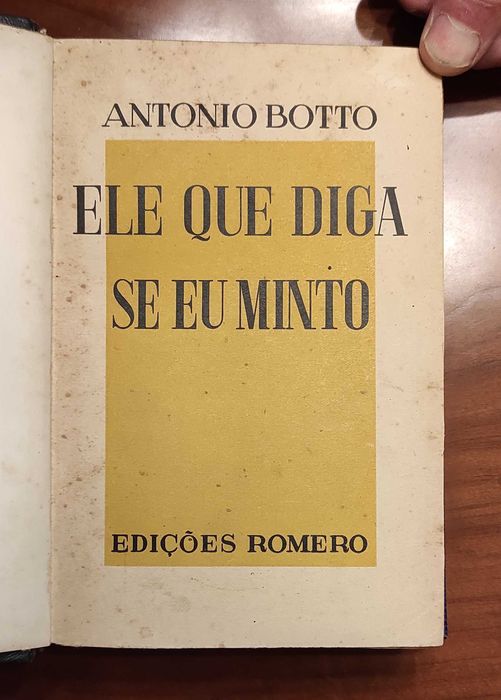 ANTONIO BOTTO
ELE QUE DIGA
SE EU MINTO
EDIÇÕES ROMERO